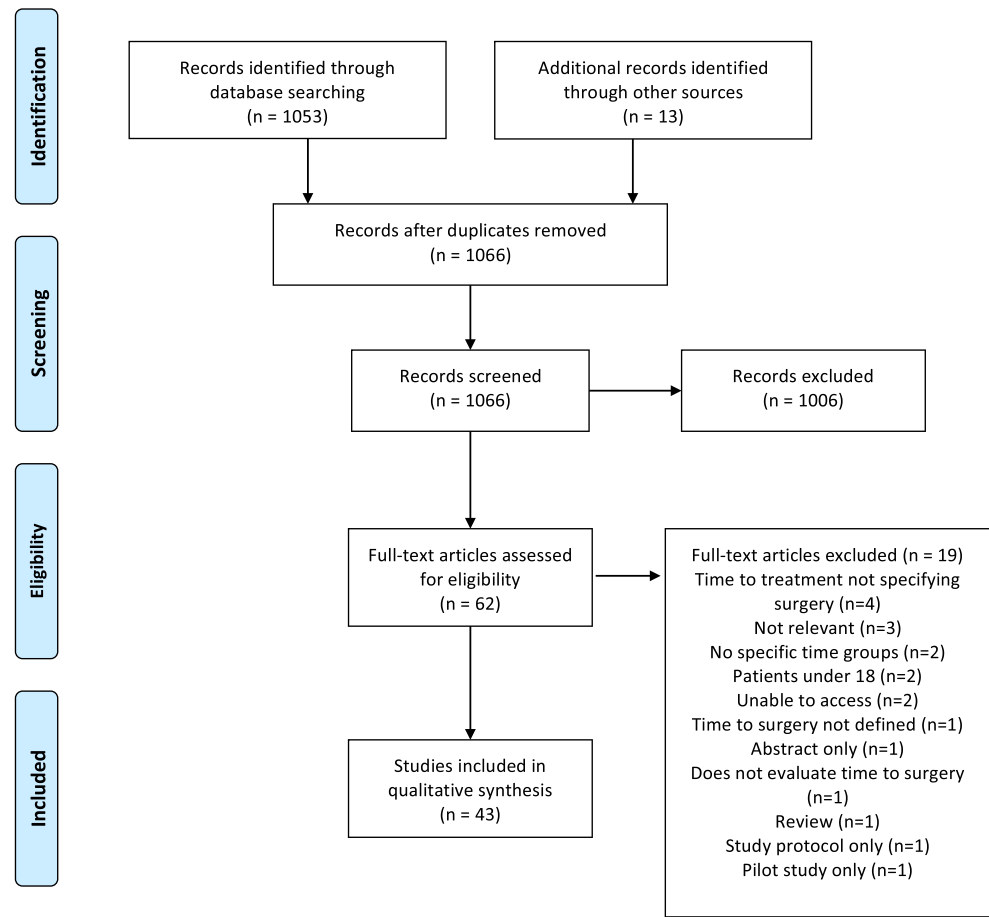 Identification
Records identified through
database searching
(n = 1053)
Additional records identified
through other sources
(n = 13)
Records after duplicates removed
(n = 1066)
Screening
Records screened
(n = 1066)
Records excluded
(n = 1006)
Eligibility
Full-text articles assessed
for eligibility
(n = 62)
Full-text articles excluded (n = 19)
Time to treatment not specifying
surgery (n=4)
Not relevant (n=3)
No specific time groups (n=2)
Patients under 18 (n=2)
Unable to access (n=2)
Time to surgery not defined (n=1)
Abstract only (n=1)
Does not evaluate time to surgery
(n=1)
Review (n=1)
Study protocol only (n=1)
Pilot study only (n=1)
Included
Studies included in
qualitative synthesis
(n = 43)